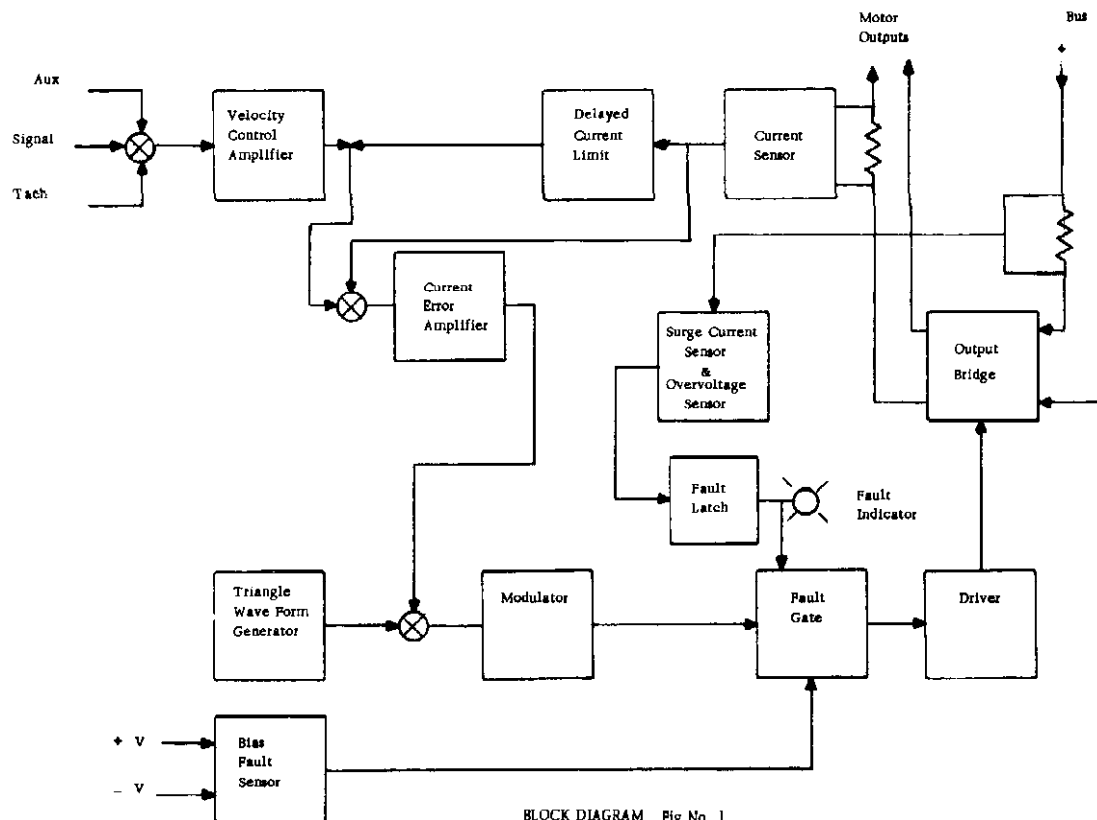 Motor
Outputs
Bus
+
Aux
Signal
Tach
Velocity
Control
Amplifier
Delayed
Current
Limit
Current
Sensor
Current
Error
Amplifier
Surge Current
Sensor
&
Overvoltage
Sensor
Output
Bridge
Fault
Latch
Fault
Indicator
Triangle
Wave Form
Generator
Modulator
Fault
Gate
Driver
+ V
- V
Bias
Fault
Sensor
BLOCK DIAGRAM Fig No. 1